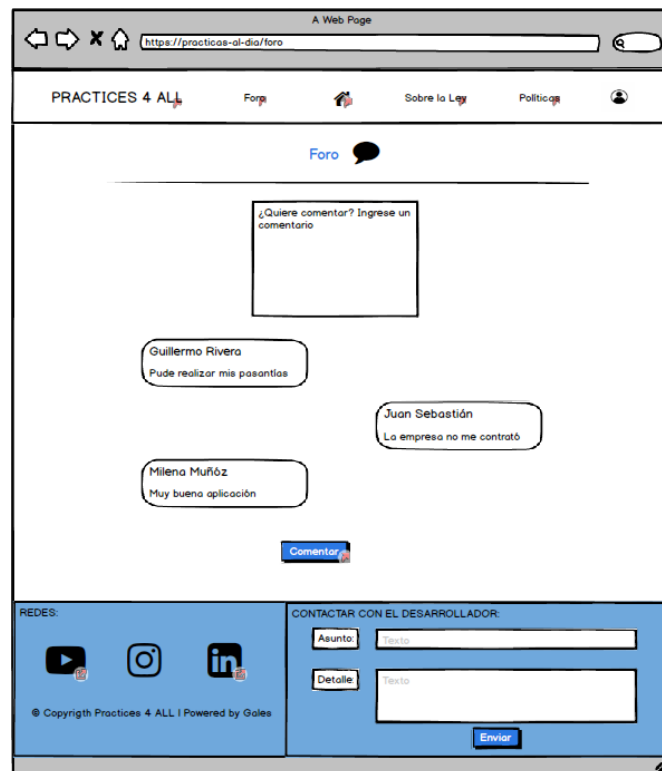 A Web Page
https://practicas-al-dia/foro
PRACTICES 4 ALL Foro Sobre la Ley Políticas
Foro
¿Quiere comentar? Ingrese un
comentario
Guillermo Rivera
Pude realizar mis pasantías
Juan Sebastián
La empresa no me contrató
Milena Muñóz
Muy buena aplicación
Comentar
REDES:
© Copyrigth Practices 4 ALL | Powered by Gales
CONTACTAR CON EL DESARROLLADOR:
Asunto: Texto
Detalle: Texto
Enviar